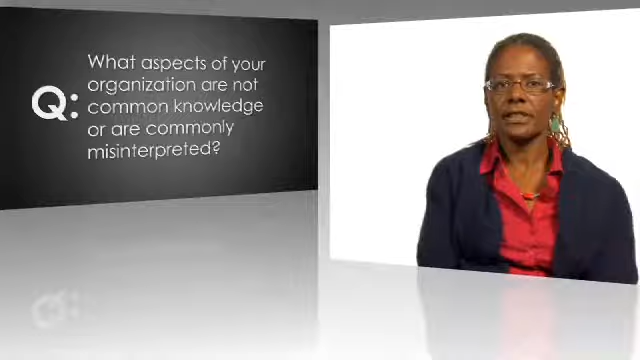 Q:
What aspects of your
organization are not
common knowledge
or are commonly
misinterpreted?